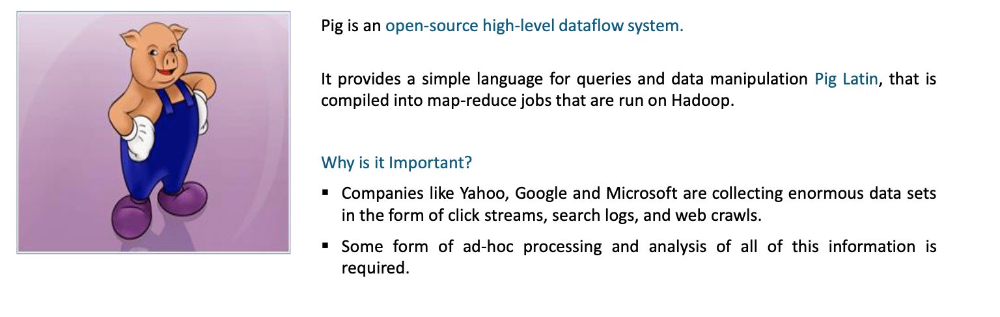 Pig is an open-source high-level dataflow system.
It provides a simple language for queries and data manipulation Pig Latin, that is
compiled into map-reduce jobs that are run on Hadoop.
Why is it Important?
▪ Companies like Yahoo, Google and Microsoft are collecting enormous data sets
in the form of click streams, search logs, and web crawls.
▪ Some form of ad-hoc processing and analysis of all of this information is
required.